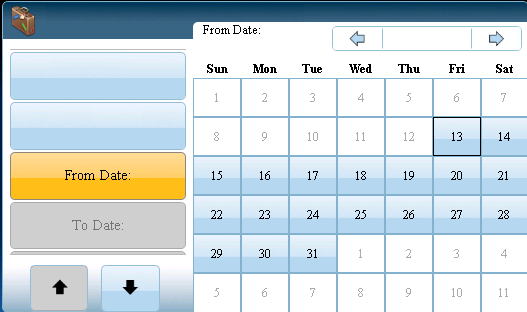 From Date:
Sun Mon Tue Wed Thu Fri Sat
1 2 3 4 5 6 7
8 9 10 11 12 13 14
15 16 17 18 19 20 21
22 23 24 25 26 27 28
29 30 31 1 2 3 4
5 6 7 8 9 10 11
From Date:
To Date: